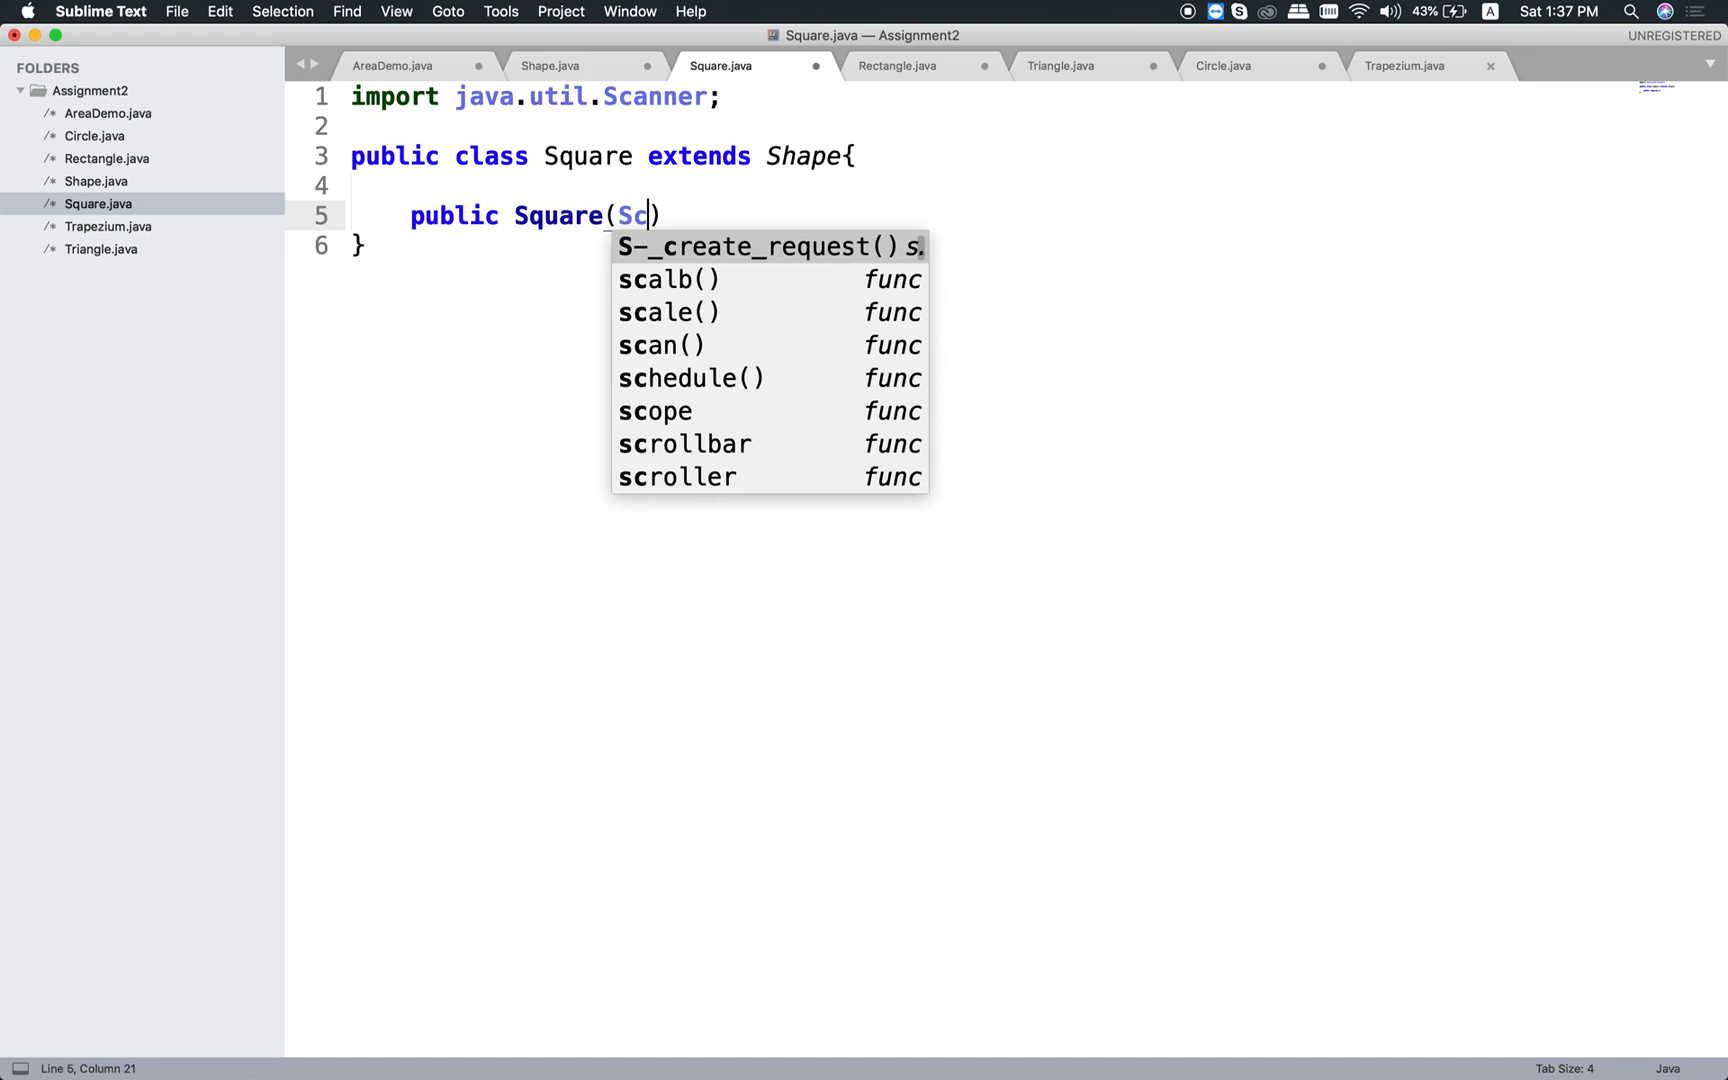 Sublime Text File Edit Selection Find View Goto Tools Project Window Help 43% A Sat 1:37 PM
Square.java — Assignment2 UNREGISTERED
FOLDERS
Assignment2
/* AreaDemo.java
/* Circle.java
/* Rectangle.java
/* Shape.java
/* Square.java
/* Trapezium.java
/* Triangle.java
AreaDemo.java Shape.java Square.java Rectangle.java Triangle.java Circle.java Trapezium.java
1 import java.util.Scanner;
2
3 public class Square extends Shape{
4
5 public Square(Sc)
6 }
S-_create_request() s.
scalb() func
scale() func
scan() func
schedule() func
scope func
scrollbar func
scroller func
Line 5, Column 21 Tab Size: 4 Java